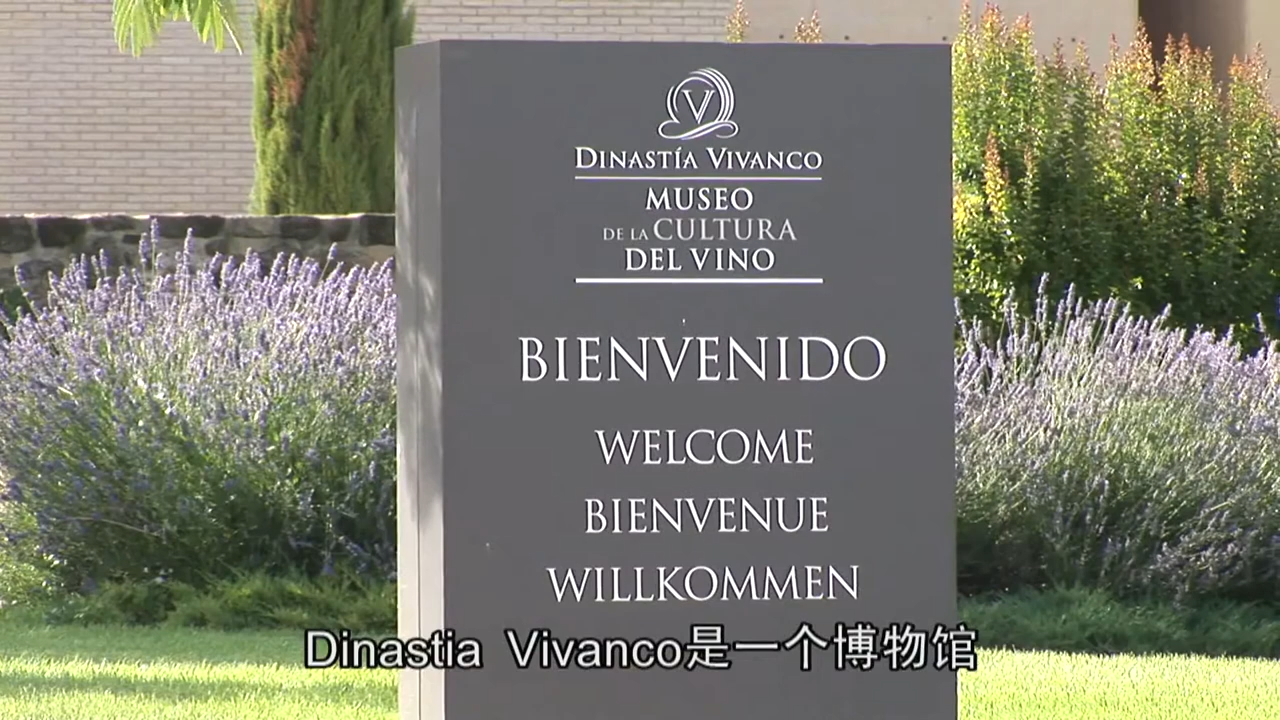 V
DINASTÍA VIVANCO
MUSEO
DE LA CULTURA
DEL VINO
BIENVENIDO
WELCOME
BIENVENUE
WILLKOMMEN
Dinastia Vivanco是一个博物馆